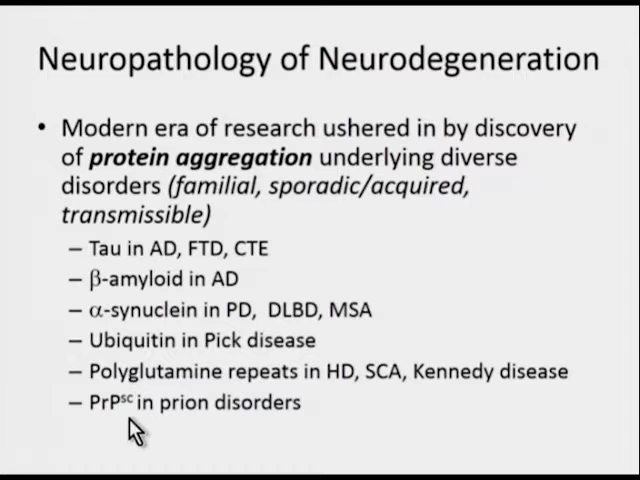 Neuropathology of Neurodegeneration
• Modern era of research ushered in by discovery
of protein aggregation underlying diverse
disorders (familial, sporadic/acquired,
transmissible)
– Tau in AD, FTD, CTE
– β-amyloid in AD
– α-synuclein in PD, DLBD, MSA
– Ubiquitin in Pick disease
– Polyglutamine repeats in HD, SCA, Kennedy disease
– PrPˢᶜ in prion disorders